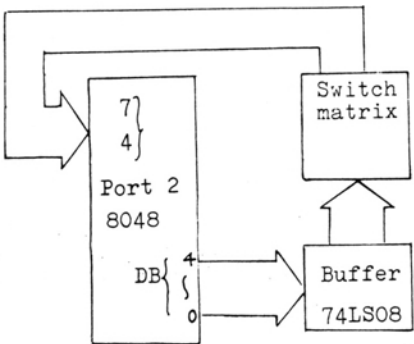 7
4
Port 2
8048
DB
4
0
Switch
matrix
Buffer
74LS08